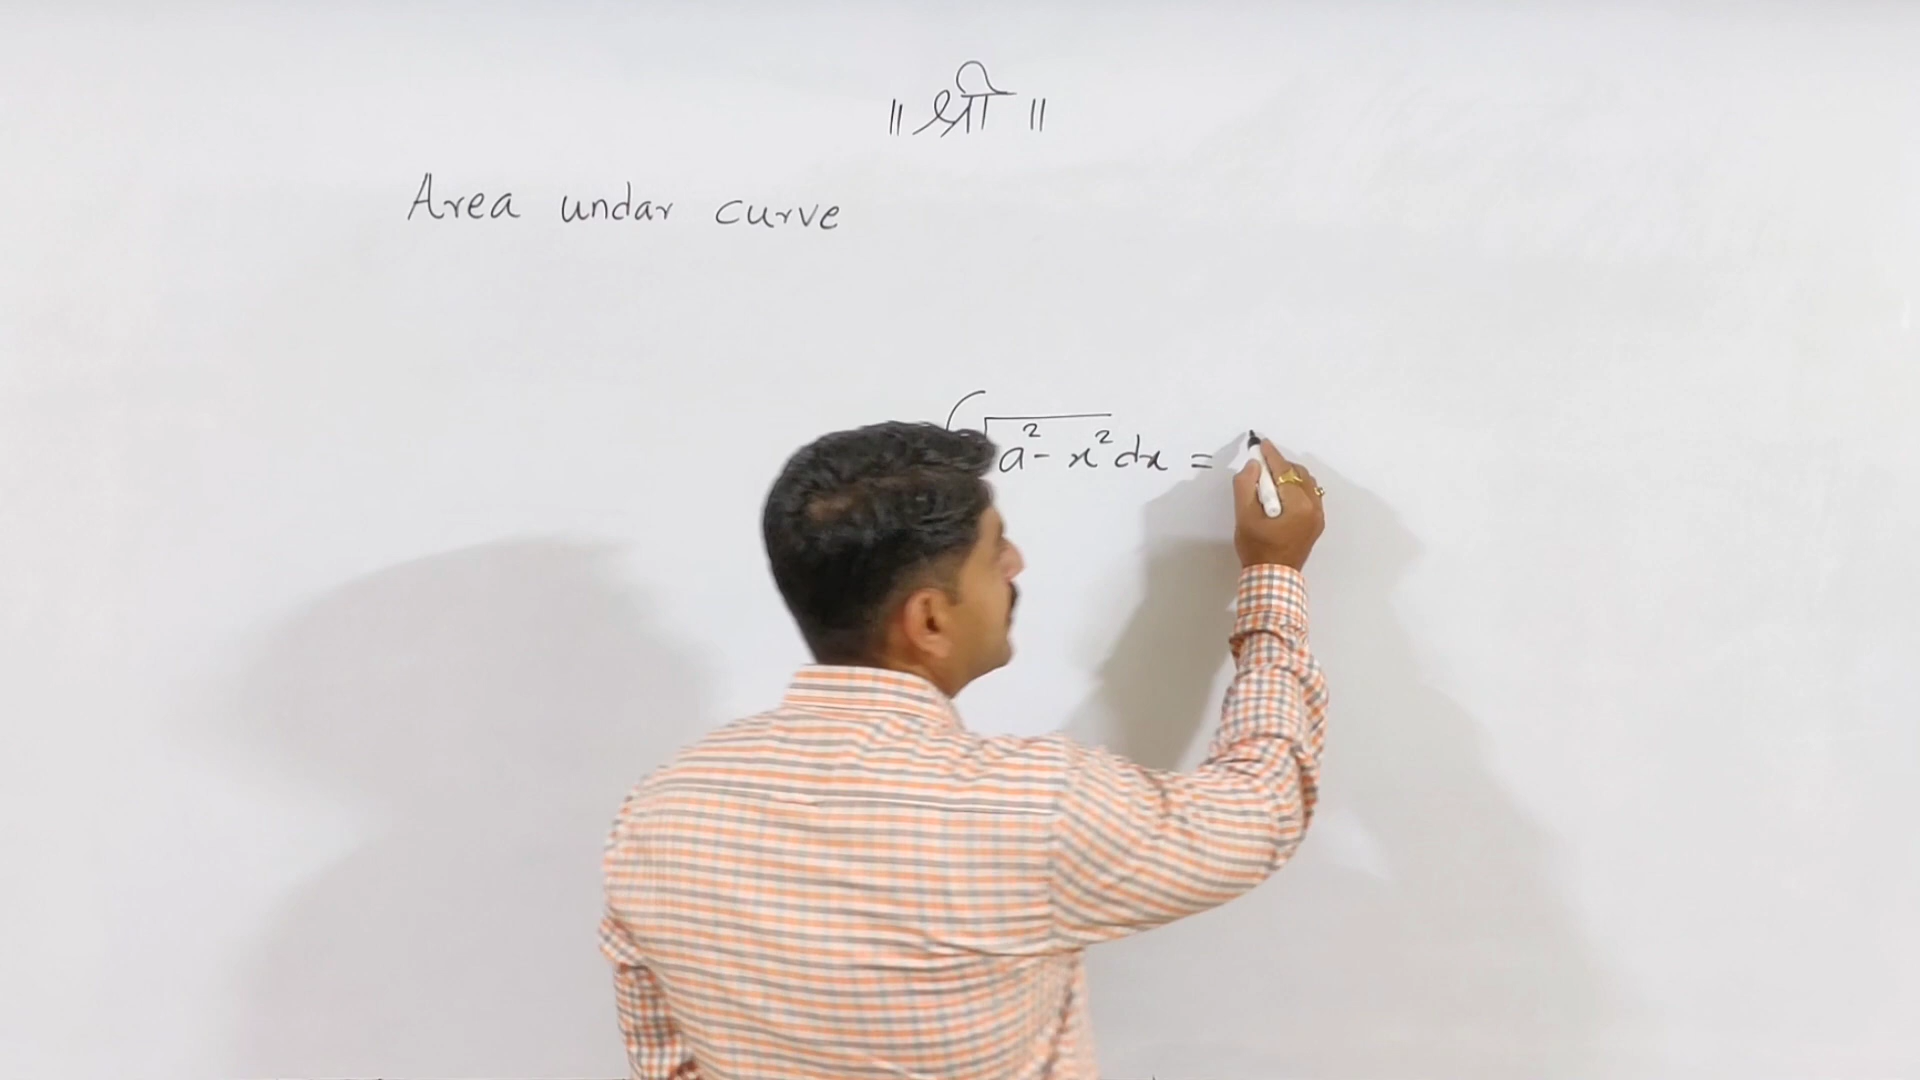 ॥ श्री ॥
Area undar curve
∫√a² - x² dx =